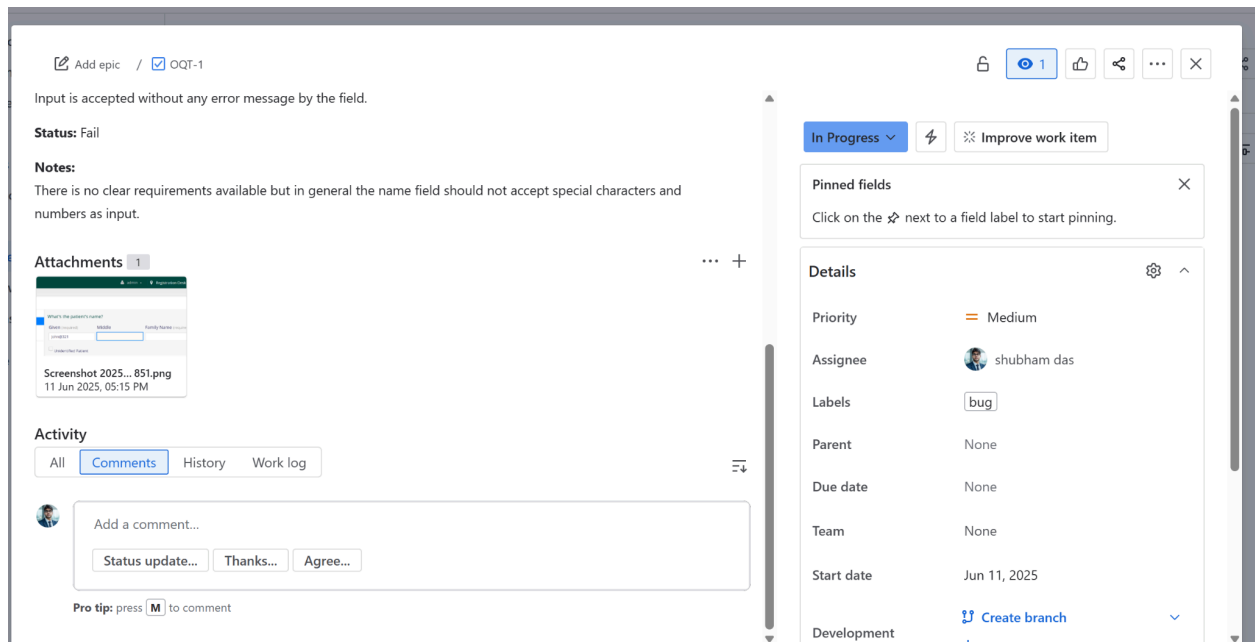 Add epic / OQT-1
1
Input is accepted without any error message by the field.
Status: Fail
Notes:
There is no clear requirements available but in general the name field should not accept special characters and
numbers as input.
Attachments 1
What's the patient's name?
Given Middle Family Name
Unidentified Patient
Screenshot 2025... 851.png
11 Jun 2025, 05:15 PM
Activity
All Comments History Work log
Add a comment...
Status update... Thanks... Agree...
Pro tip: press M to comment
In Progress
Improve work item
Pinned fields
Click on the next to a field label to start pinning.
Details
Priority Medium
Assignee shubham das
Labels bug
Parent None
Due date None
Team None
Start date Jun 11, 2025
Development Create branch